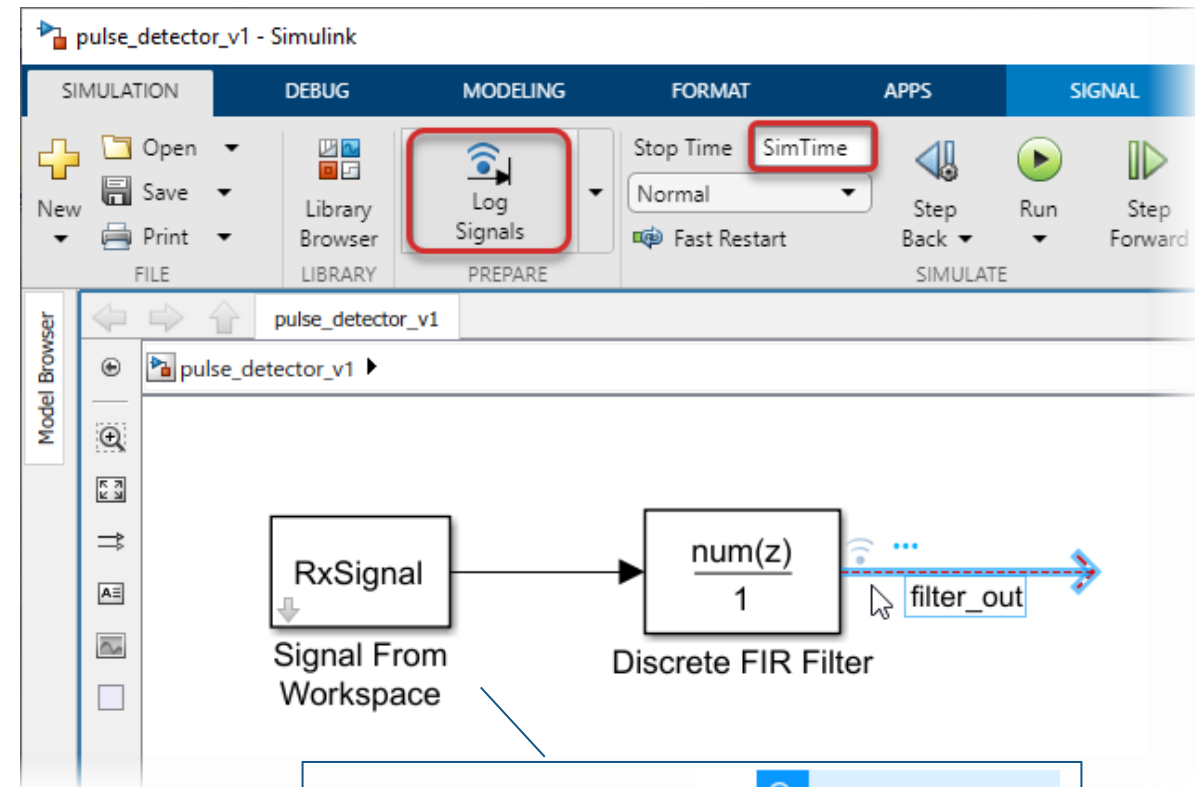 pulse_detector_v1 - Simulink
SIMULATION DEBUG MODELING FORMAT APPS SIGNAL
New
Open
Save
Print
FILE
Library
Browser
LIBRARY
Log
Signals
PREPARE
Stop Time SimTime
Normal
Fast Restart
Step
Back
Run
Step
Forward
SIMULATE
Model Browser
pulse_detector_v1
pulse_detector_v1
RxSignal
Signal From
Workspace
num(z)
1
Discrete FIR Filter
filter_out